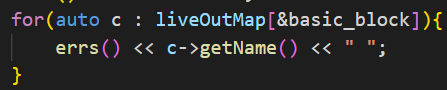 for(auto c : liveOutMap[&basic_block]){
    errs() << c->getName() << " ";
}